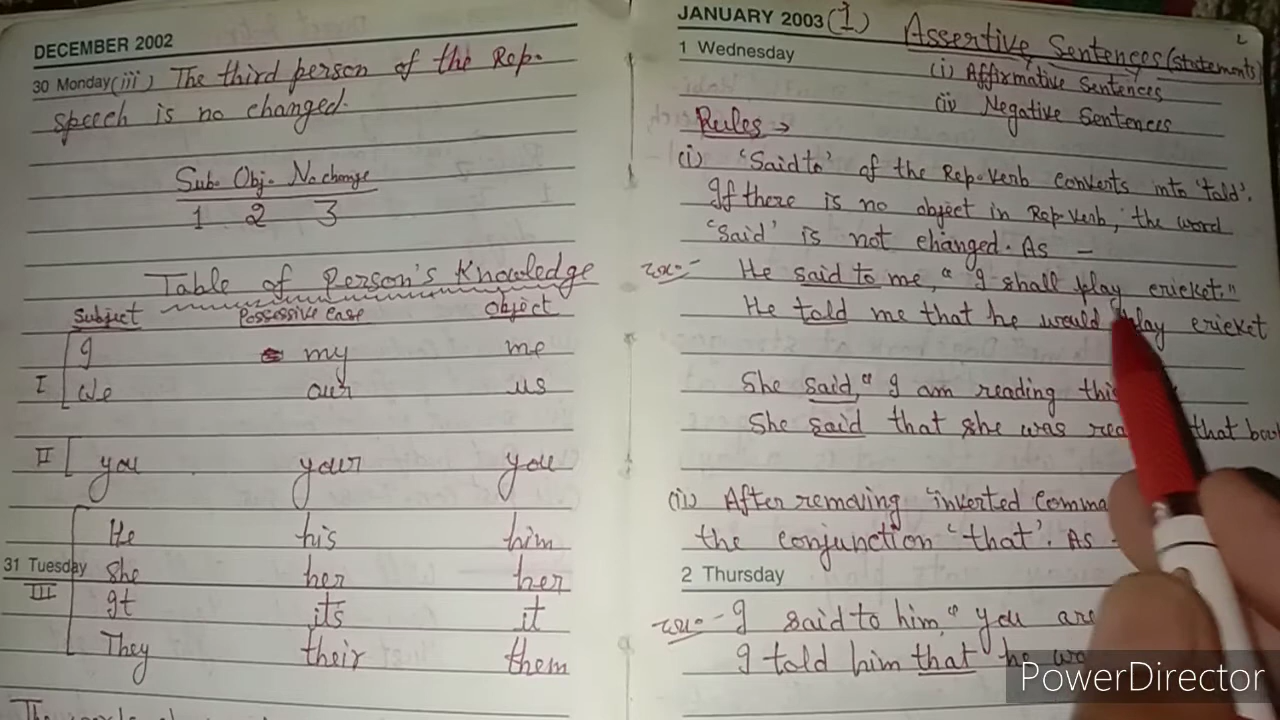 DECEMBER 2002
30 Monday (iii) The third person of the Rep.
speech is no changed.
Sub. Obj. No change
1 2 3
Table of Person's Knowledge
Subject Possessive case Object
I my me
I We our us
II you your you
He his him
31 Tuesday She her her
III It its it
They their them
JANUARY 2003 (1) Assertive Sentences (statements) 2
1 Wednesday (i) Affirmative Sentences
(ii) Negative Sentences
Rules →
(i) 'Said to' of the Rep. verb converts into 'told'.
If there is no object in Rep. verb, the word
'said' is not changed. As –
Ex:- He said to me, "I shall play cricket."
He told me that he would play cricket
She said, "I am reading
She said that she was that
(ii) After removing inverted
the conjunction 'that'. As –
2 Thursday
Ex:- I said to him, "you
I told him that he
PowerDirector